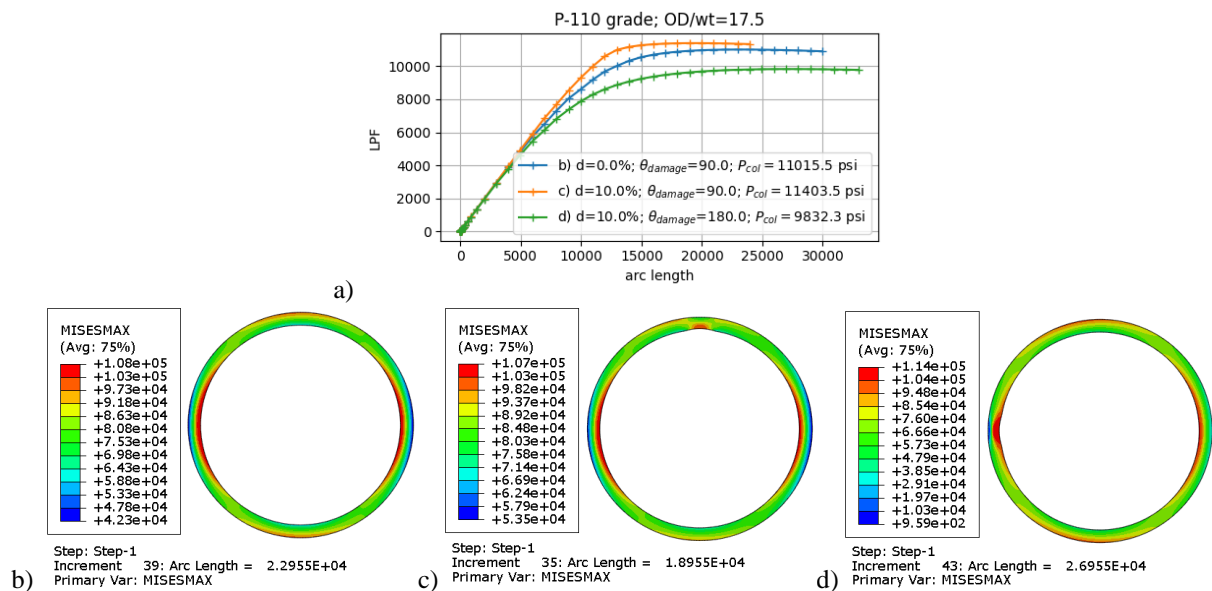 P-110 grade; OD/wt=17.5
10000
8000
6000
4000
2000
0
LPF
b) d=0.0%; θdamage=90.0; Pcol=11015.5 psi
c) d=10.0%; θdamage=90.0; Pcol=11403.5 psi
d) d=10.0%; θdamage=180.0; Pcol=9832.3 psi
0 5000 10000 15000 20000 25000 30000
arc length
a)
MISESMAX
(Avg: 75%)
+1.08e+05
+1.03e+05
+9.73e+04
+9.18e+04
+8.63e+04
+8.08e+04
+7.53e+04
+6.98e+04
+6.43e+04
+5.88e+04
+5.33e+04
+4.78e+04
+4.23e+04
Step: Step-1
Increment 39: Arc Length = 2.2955E+04
Primary Var: MISESMAX
b)
MISESMAX
(Avg: 75%)
+1.07e+05
+1.03e+05
+9.82e+04
+9.37e+04
+8.92e+04
+8.48e+04
+8.03e+04
+7.58e+04
+7.14e+04
+6.69e+04
+6.24e+04
+5.79e+04
+5.35e+04
Step: Step-1
Increment 35: Arc Length = 1.8955E+04
Primary Var: MISESMAX
c)
MISESMAX
(Avg: 75%)
+1.14e+05
+1.04e+05
+9.48e+04
+8.54e+04
+7.60e+04
+6.66e+04
+5.73e+04
+4.79e+04
+3.85e+04
+2.91e+04
+1.97e+04
+1.03e+04
+9.59e+02
Step: Step-1
Increment 43: Arc Length = 2.6955E+04
Primary Var: MISESMAX
d)